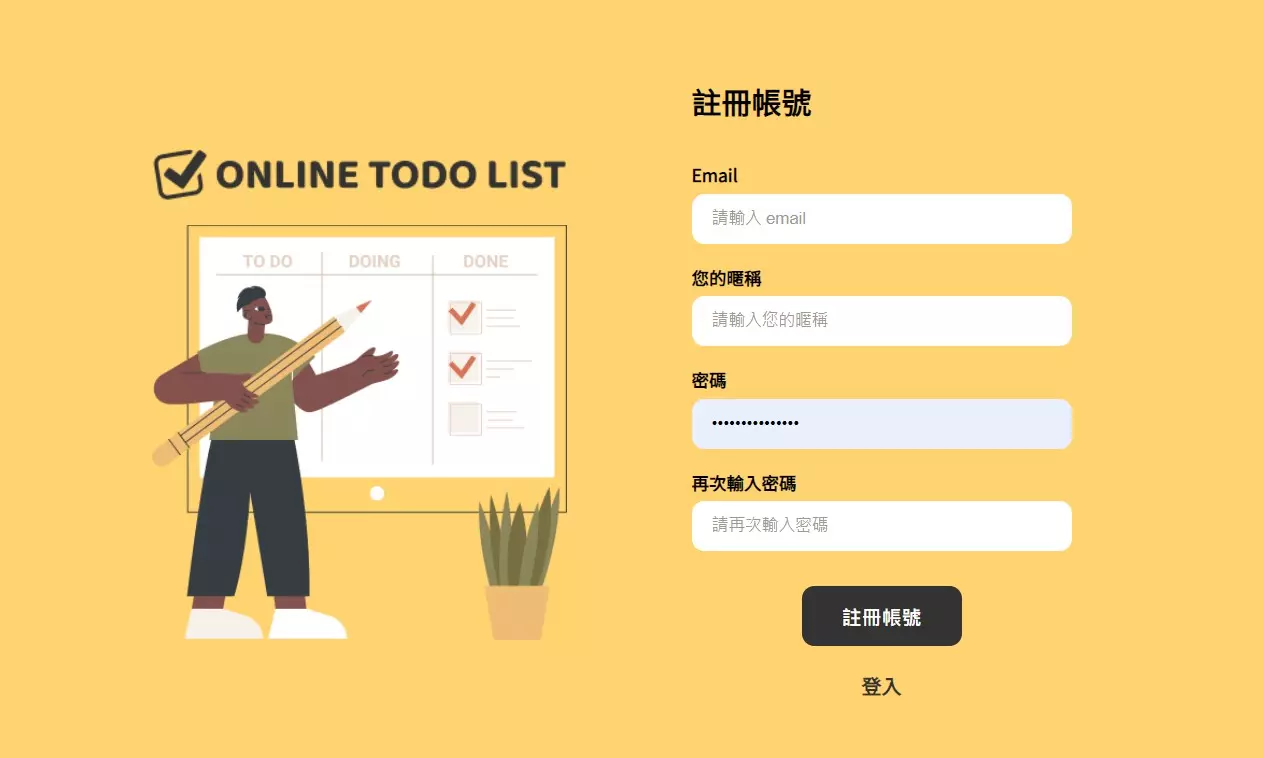 ONLINE TODO LIST
TO DO
DOING
DONE
註冊帳號
Email
請輸入 email
您的暱稱
請輸入您的暱稱
密碼
•••••••••••••••
再次輸入密碼
請再次輸入密碼
註冊帳號
登入